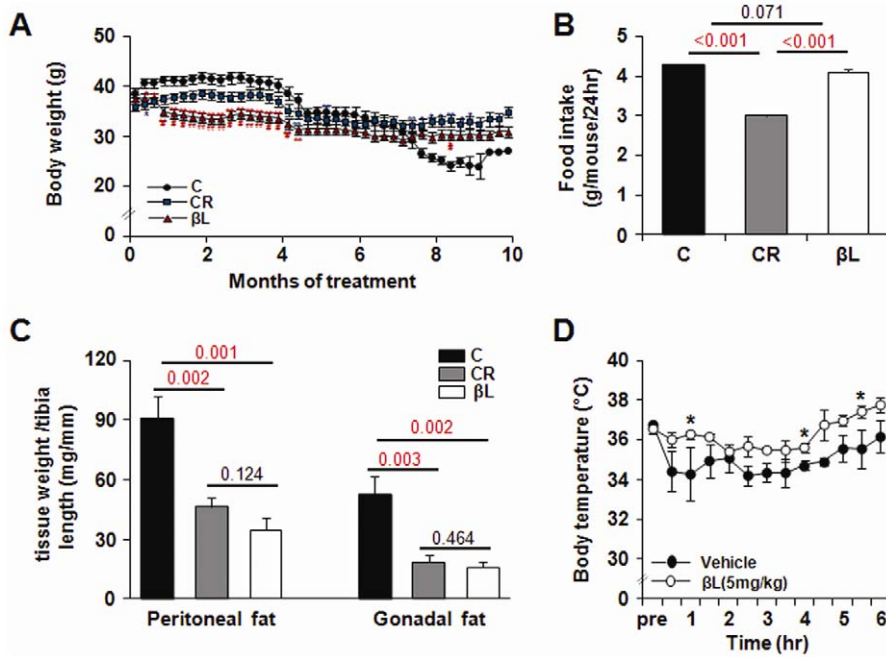 A
Body weight (g)
50
40
30
20
0
C
CR
βL
0
2
4
6
8
10
Months of treatment
B
Food intake
(g/mouse/24hr)
5
4
3
2
1
0
0.071
<0.001
<0.001
C
CR
βL
C
tissue weight /tibia
length (mg/mm)
120
90
60
30
0
0.001
0.002
0.124
0.002
0.003
0.464
C
CR
βL
Peritoneal fat
Gonadal fat
D
Body temperature (°C)
40
38
36
34
32
30
0
*
*
*
Vehicle
βL(5mg/kg)
pre
1
2
3
4
5
6
Time (hr)